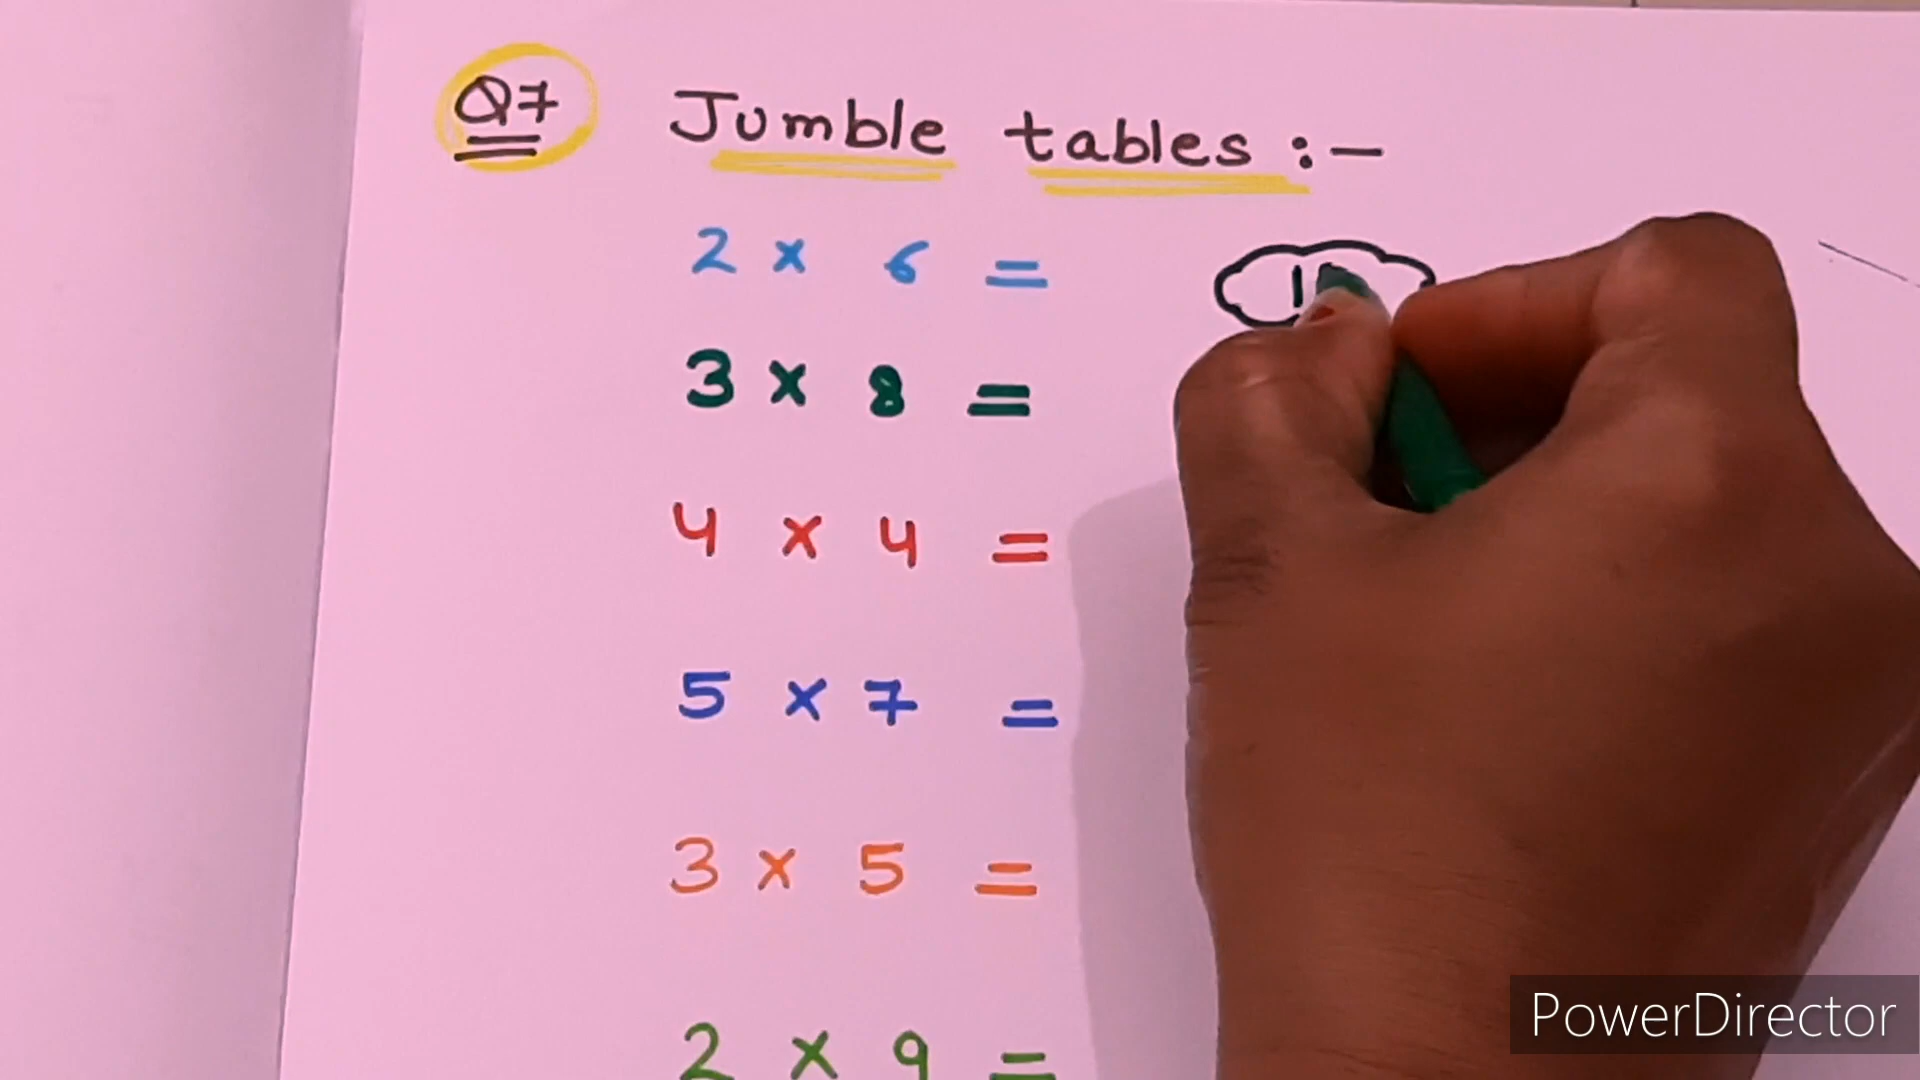 Q7 Jumble tables :-
2 × 6 =
3 × 8 =
4 × 4 =
5 × 7 =
3 × 5 =
2 × 9 =
PowerDirector